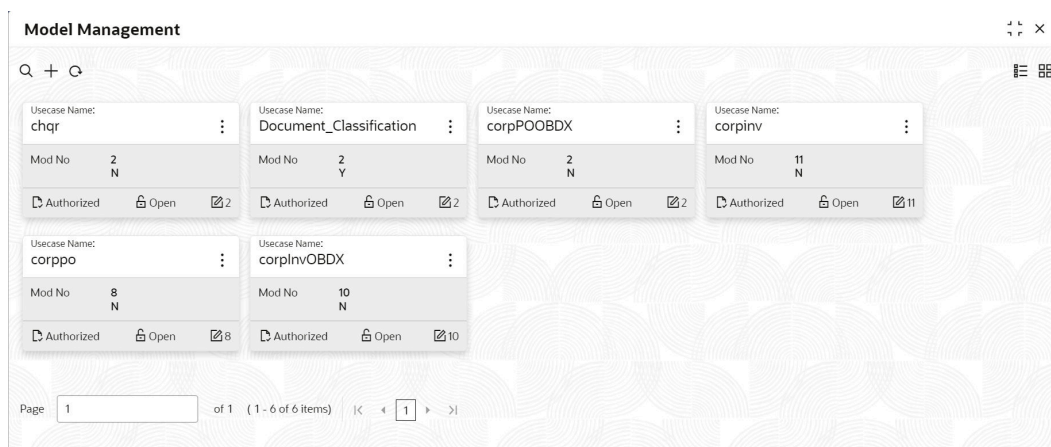 Model Management
Usecase Name:
chqr
Mod No 2
N
Authorized Open 2
Usecase Name:
Document_Classification
Mod No 2
Y
Authorized Open 2
Usecase Name:
corpPOOBDX
Mod No 2
N
Authorized Open 2
Usecase Name:
corpinv
Mod No 11
N
Authorized Open 11
Usecase Name:
corppo
Mod No 8
N
Authorized Open 8
Usecase Name:
corpInvOBDX
Mod No 10
N
Authorized Open 10
Page 1 of 1 ( 1 - 6 of 6 items) 1